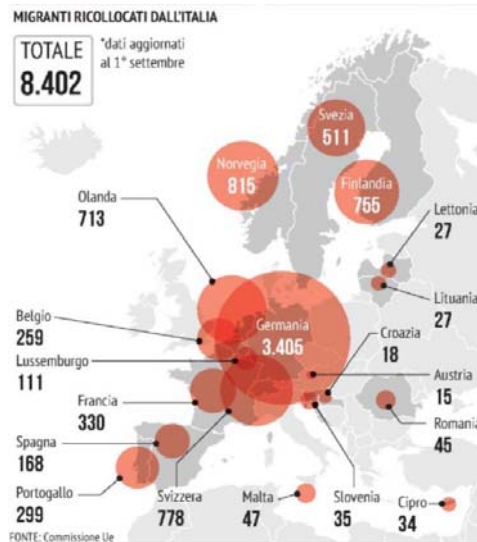 MIGRANTI RICOLLOCATI DALL'ITALIA
TOTALE
8.402
*dati aggiornati
al 1° settembre
Svezia
511
Norvegia
815
Finlandia
755
Olanda
713
Lettonia
27
Lituania
27
Belgio
259
Germania
3.405
Croazia
18
Lussemburgo
111
Austria
15
Francia
330
Romania
45
Spagna
168
Portogallo
299
Svizzera
778
Malta
47
Slovenia
35
Cipro
34
FONTE: Commissione Ue